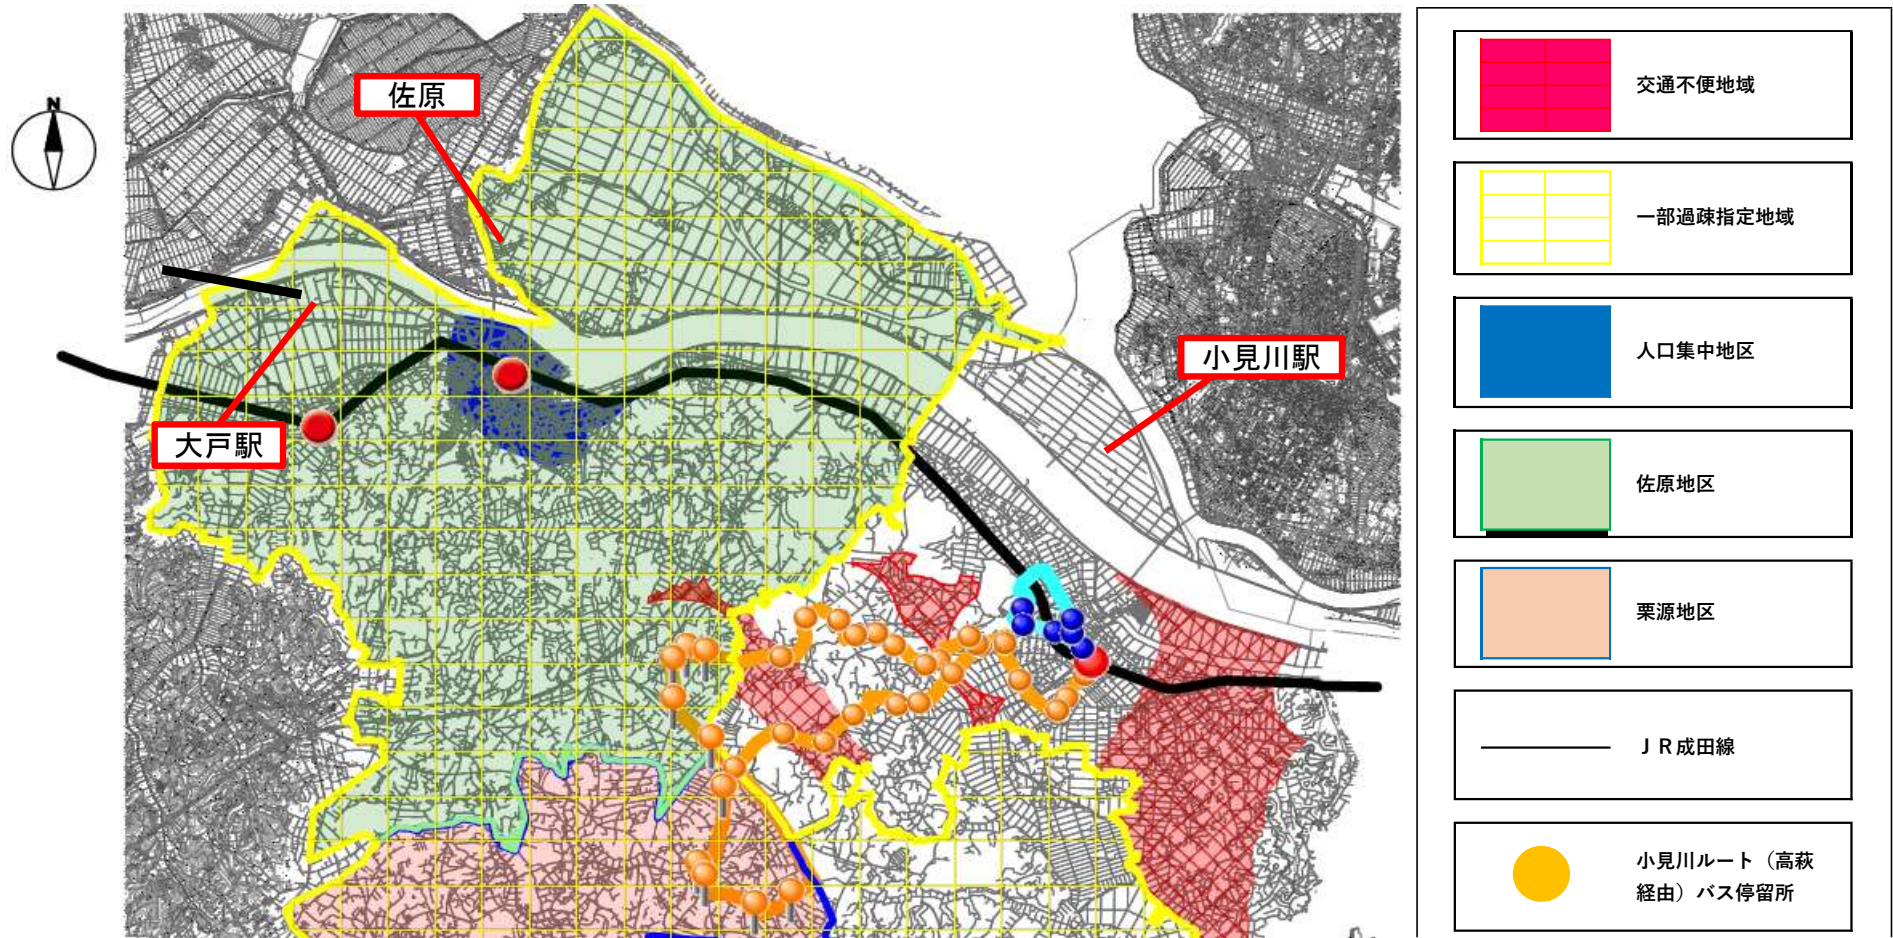 N
佐原
大戸駅
小見川駅
交通不便地域
一部過疎指定地域
人口集中地区
佐原地区
栗源地区
ＪＲ成田線
小見川ルート（高萩
経由）バス停留所